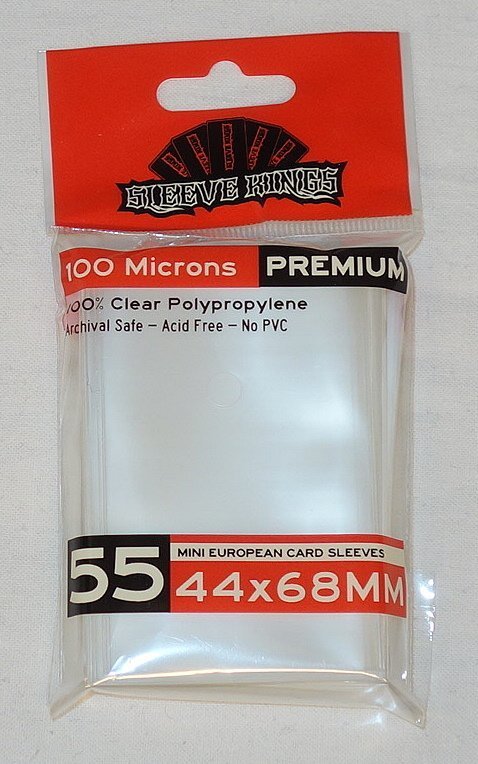 SLEEVE KINGS
100 Microns PREMIUM
100% Clear Polypropylene
Archival Safe – Acid Free – No PVC
55
MINI EUROPEAN CARD SLEEVES
44x68MM